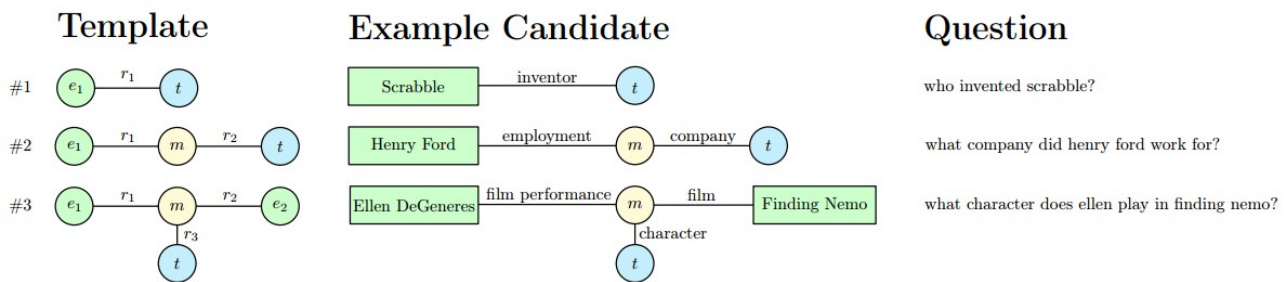 Template Example Candidate Question
#1 e1 r1 t Scrabble inventor t who invented scrabble?
#2 e1 r1 m r2 t Henry Ford employment m company t what company did henry ford work for?
#3 e1 r1 m r2 e2 Ellen DeGeneres film performance m film Finding Nemo what character does ellen play in finding nemo?
r3 character
t t